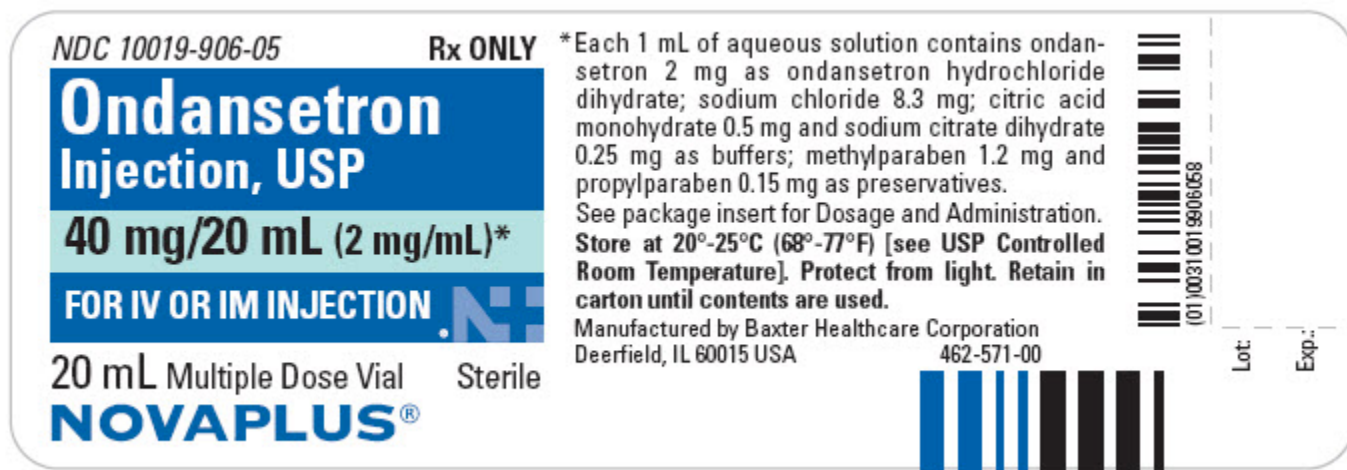 NDC 10019-906-05 Rx ONLY
Ondansetron
Injection, USP
40 mg/20 mL (2 mg/mL)*
FOR IV OR IM INJECTION
20 mL Multiple Dose Vial Sterile
NOVAPLUS®
*Each 1 mL of aqueous solution contains ondan-
setron 2 mg as ondansetron hydrochloride
dihydrate; sodium chloride 8.3 mg; citric acid
monohydrate 0.5 mg and sodium citrate dihydrate
0.25 mg as buffers; methylparaben 1.2 mg and
propylparaben 0.15 mg as preservatives.
See package insert for Dosage and Administration.
Store at 20°-25°C (68°-77°F) [see USP Controlled
Room Temperature]. Protect from light. Retain in
carton until contents are used.
Manufactured by Baxter Healthcare Corporation
Deerfield, IL 60015 USA 462-571-00
(01)00310019906058
Lot:
Exp.: